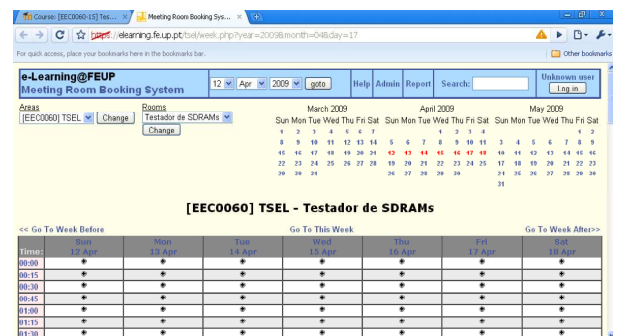 Course: [EEC0060-1S] Tes...
Meeting Room Booking Sys...
https://elearning.fe.up.pt/tsel/week.php?year=2009&month=04&day=17
For quick access, place your bookmarks here in the bookmarks bar.
Other bookmarks
e-Learning@FEUP
Meeting Room Booking System
12 Apr 2009 goto
Help Admin Report Search:
Unknown user
Log in
Areas
[EEC0060] TSEL Change
Rooms
Testador de SDRAMs
Change
March 2009
Sun Mon Tue Wed Thu Fri Sat
1 2 3 4 5 6 7
8 9 10 11 12 13 14
15 16 17 18 19 20 21
22 23 24 25 26 27 28
29 30 31
April 2009
Sun Mon Tue Wed Thu Fri Sat
1 2 3 4
5 6 7 8 9 10 11
12 13 14 15 16 17 18
19 20 21 22 23 24 25
26 27 28 29 30
May 2009
Sun Mon Tue Wed Thu Fri Sat
1 2
3 4 5 6 7 8 9
10 11 12 13 14 15 16
17 18 19 20 21 22 23
24 25 26 27 28 29 30
31
[EEC0060] TSEL - Testador de SDRAMs
<< Go To Week Before
Go To This Week
Go To Week After>>
Time: Sun 12 Apr Mon 13 Apr Tue 14 Apr Wed 15 Apr Thu 16 Apr Fri 17 Apr Sat 18 Apr
00:00
00:15
00:30
00:45
01:00
01:15
01:30